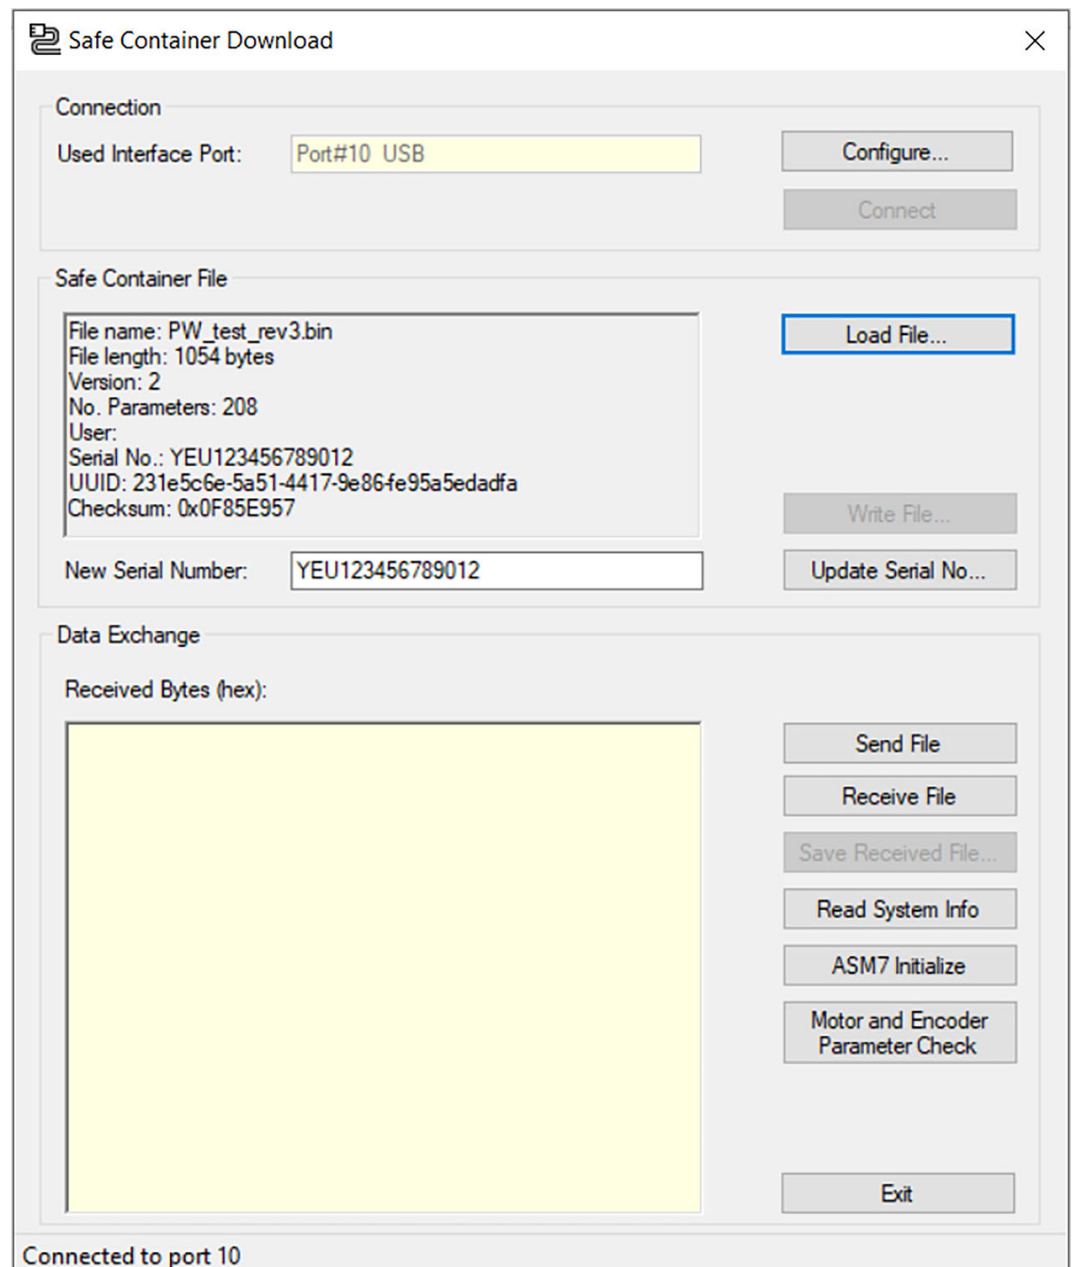 Safe Container Download
Connection
Used Interface Port:
Port#10 USB
Configure...
Connect
Safe Container File
File name: PW_test_rev3.bin
File length: 1054 bytes
Version: 2
No. Parameters: 208
User:
Serial No.: YEU123456789012
UUID: 231e5c6e-5a51-4417-9e86-fe95a5edadfa
Checksum: 0x0F85E957
Load File...
Write File...
New Serial Number:
YEU123456789012
Update Serial No...
Data Exchange
Received Bytes (hex):
Send File
Receive File
Save Received File...
Read System Info
ASM7 Initialize
Motor and Encoder
Parameter Check
Exit
Connected to port 10